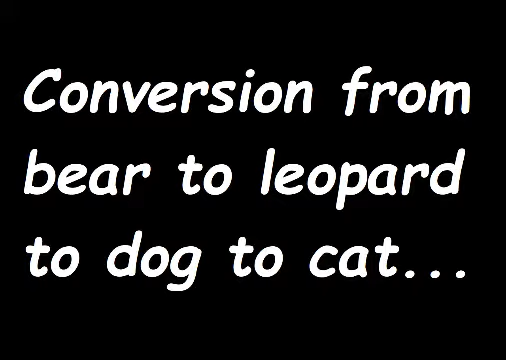 Conversion from
bear to leopard
to dog to cat...